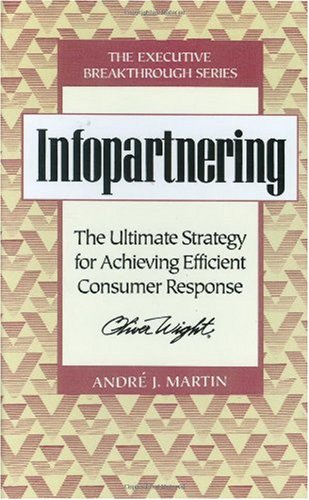 THE EXECUTIVE
BREAKTHROUGH SERIES
Infopartnering
The Ultimate Strategy
for Achieving Efficient
Consumer Response
Oliver Wight
ANDRÉ J. MARTIN